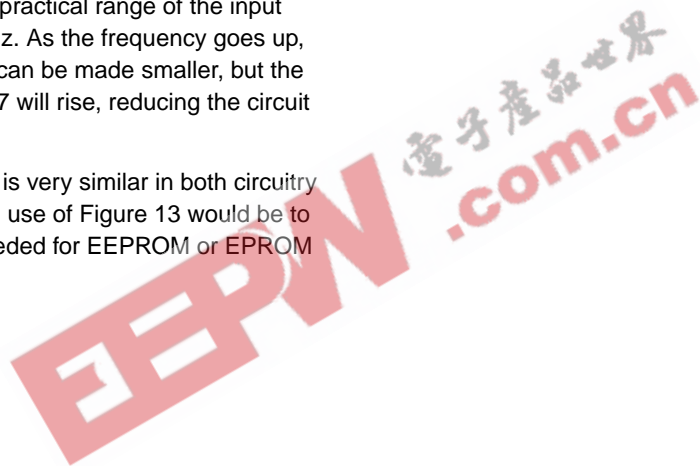 practical range of the input
z. As the frequency goes up,
can be made smaller, but the
7 will rise, reducing the circuit
is very similar in both circuitry
use of Figure 13 would be to
eeded for EEPROM or EPROM
EEPW 電子產品世界
.com.cn